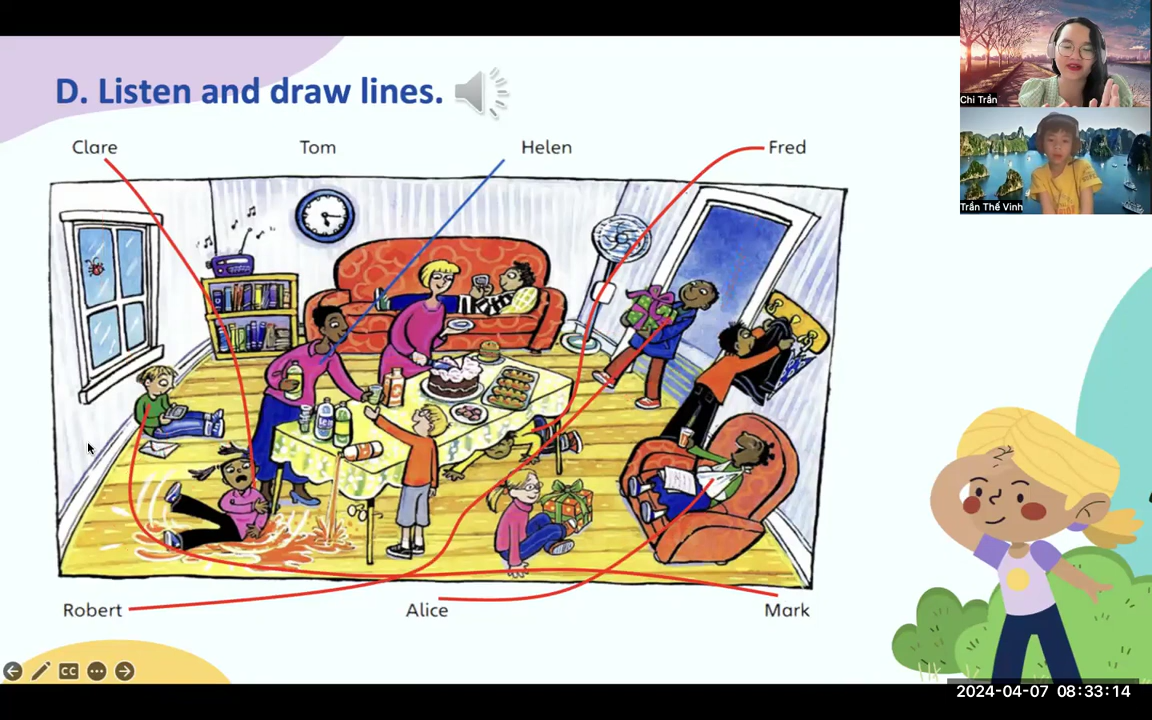 D. Listen and draw lines.
Clare
Tom
Helen
Fred
Robert
Alice
Mark
Chi Trần
Trần Thế Vinh
CC
2024-04-07 08:33:14